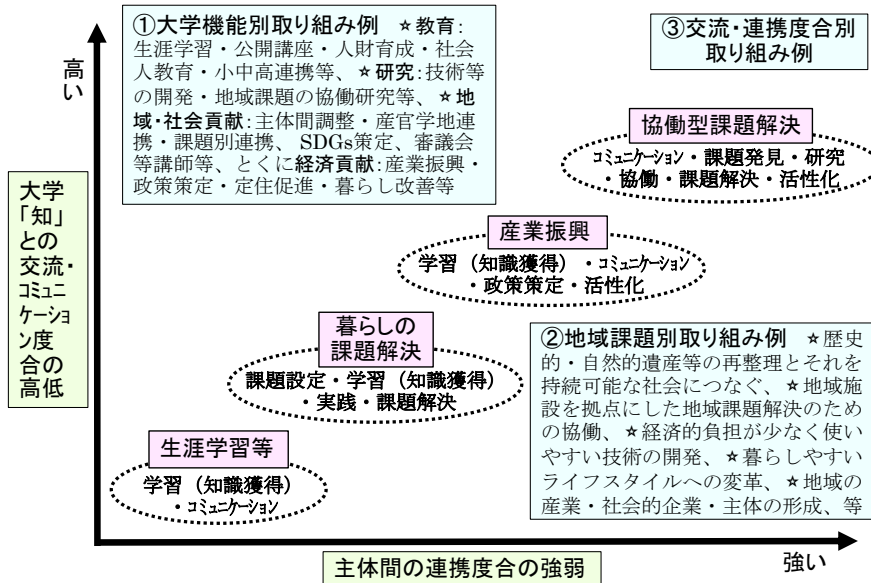 ①大学機能別取り組み例 ☆教育:
生涯学習・公開講座・人財育成・社会
人教育・小中高連携等、☆研究:技術等
の開発・地域課題の協働研究等、☆地
域・社会貢献:主体間調整・産官学地連
携・課題別連携、SDGs策定、審議会
等講師等、とくに経済貢献:産業振興・
政策策定・定住促進・暮らし改善等
③交流・連携度合別
取り組み例
高い
協働型課題解決
コミュニケーション・課題発見・研究
・協働・課題解決・活性化
大学
「知」
との
交流・
コミュニ
ケーショ
ン度
合の
高低
産業振興
学習（知識獲得）・コミュニケーション
・政策策定・活性化
暮らしの
課題解決
課題設定・学習（知識獲得）
・実践・課題解決
②地域課題別取り組み例 ☆歴史
的・自然的遺産等の再整理とそれを
持続可能な社会につなぐ、☆地域施
設を拠点にした地域課題解決のため
の協働、☆経済的負担が少なく使い
やすい技術の開発、☆暮らしやすい
ライフスタイルへの変革、☆地域の
産業・社会的企業・主体の形成、等
生涯学習等
学習（知識獲得）
・コミュニケーション
主体間の連携度合の強弱
強い